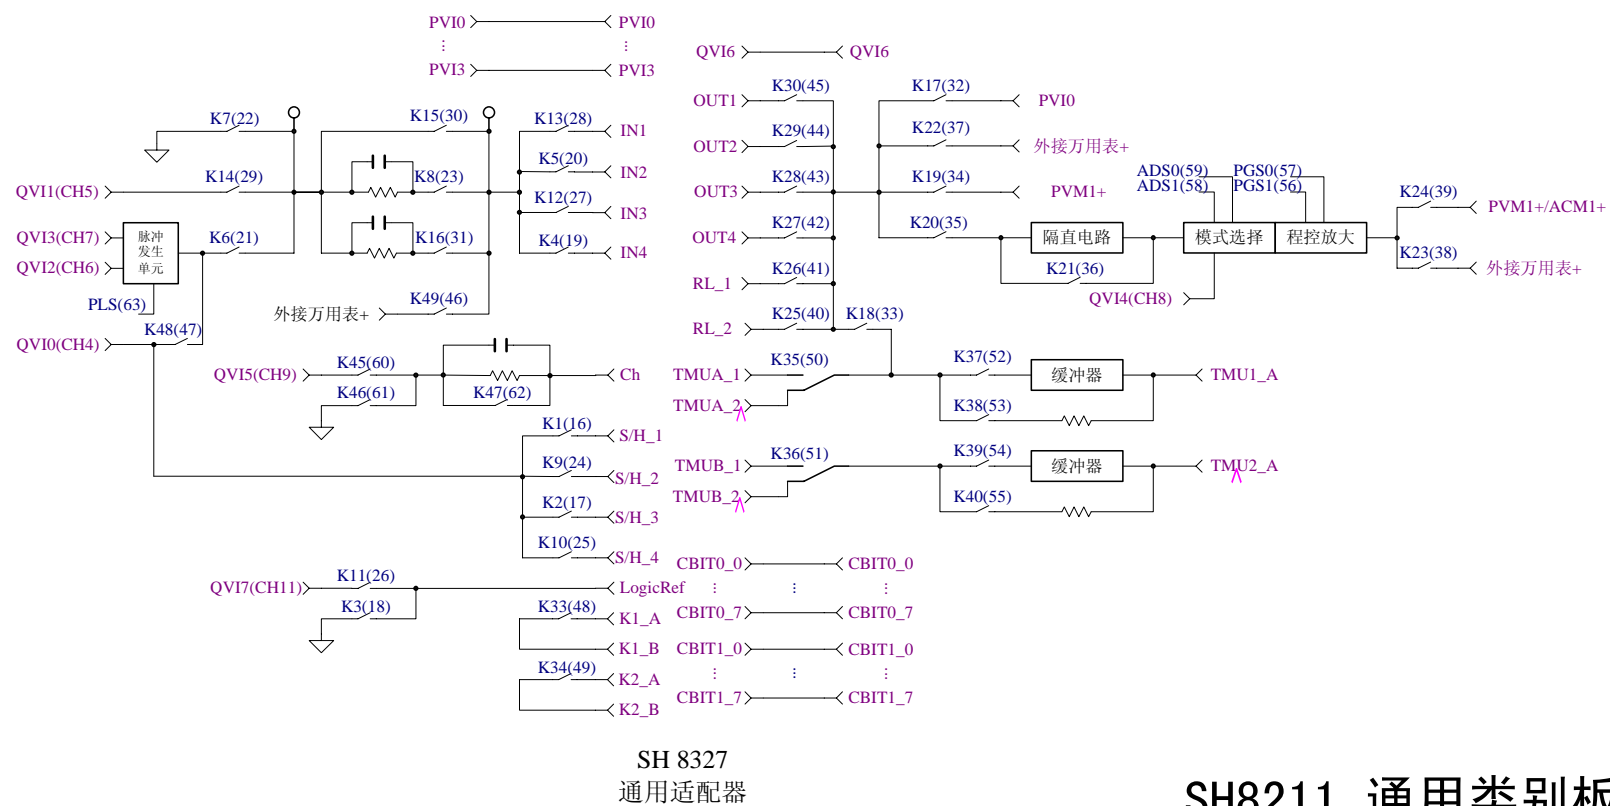 PVI0 PVI0
⋮ ⋮
PVI3 PVI3
QVI6 QVI6
K7(22)
K15(30)
K13(28) IN1
K5(20) IN2
QVI1(CH5) K14(29) K8(23)
K12(27) IN3
QVI3(CH7) 脉冲
发生
单元
QVI2(CH6)
K6(21) K16(31) K4(19) IN4
PLS(63)
外接万用表+ K49(46)
QVI0(CH4) K48(47)
QVI5(CH9) K45(60) Ch
K46(61) K47(62)
K1(16) S/H_1
K9(24) S/H_2
K2(17) S/H_3
K10(25) S/H_4
QVI7(CH11) K11(26) LogicRef
K3(18) K33(48) K1_A
K1_B
K34(49) K2_A
K2_B
OUT1 K30(45) K17(32) PVI0
OUT2 K29(44) K22(37) 外接万用表+
OUT3 K28(43) K19(34) PVM1+
OUT4 K27(42) K20(35) 隔直电路 模式选择 程控放大
ADS0(59) PGS0(57)
ADS1(58) PGS1(56)
K24(39) PVM1+/ACM1+
K23(38) 外接万用表+
RL_1 K26(41) K21(36)
QVI4(CH8)
RL_2 K25(40) K18(33)
TMUA_1 K35(50) K37(52) 缓冲器 TMU1_A
TMUA_2 K38(53)
TMUB_1 K36(51) K39(54) 缓冲器 TMU2_A
TMUB_2 K40(55)
CBIT0_0 CBIT0_0
⋮ ⋮ ⋮
CBIT0_7 CBIT0_7
CBIT1_0 CBIT1_0
⋮ ⋮ ⋮
CBIT1_7 CBIT1_7
SH 8327
通用适配器
SH8211 通用类别板